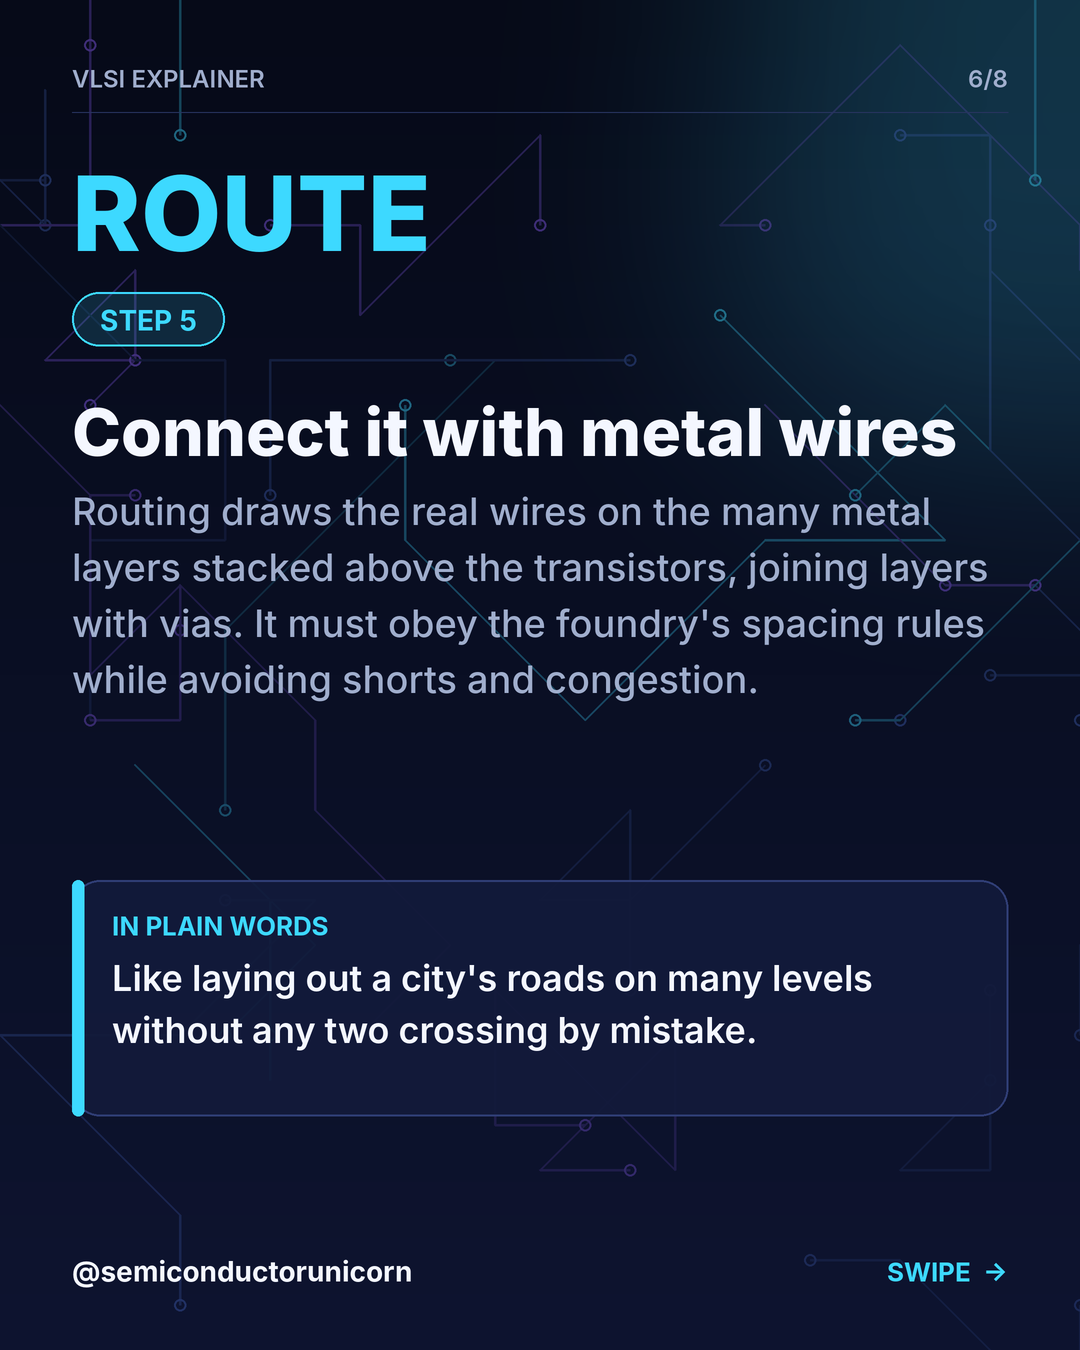 VLSI EXPLAINER
6/8
ROUTE
STEP 5
Connect it with metal wires
Routing draws the real wires on the many metal
layers stacked above the transistors, joining layers
with vias. It must obey the foundry's spacing rules
while avoiding shorts and congestion.
IN PLAIN WORDS
Like laying out a city's roads on many levels
without any two crossing by mistake.
@semiconductorunicorn
SWIPE →